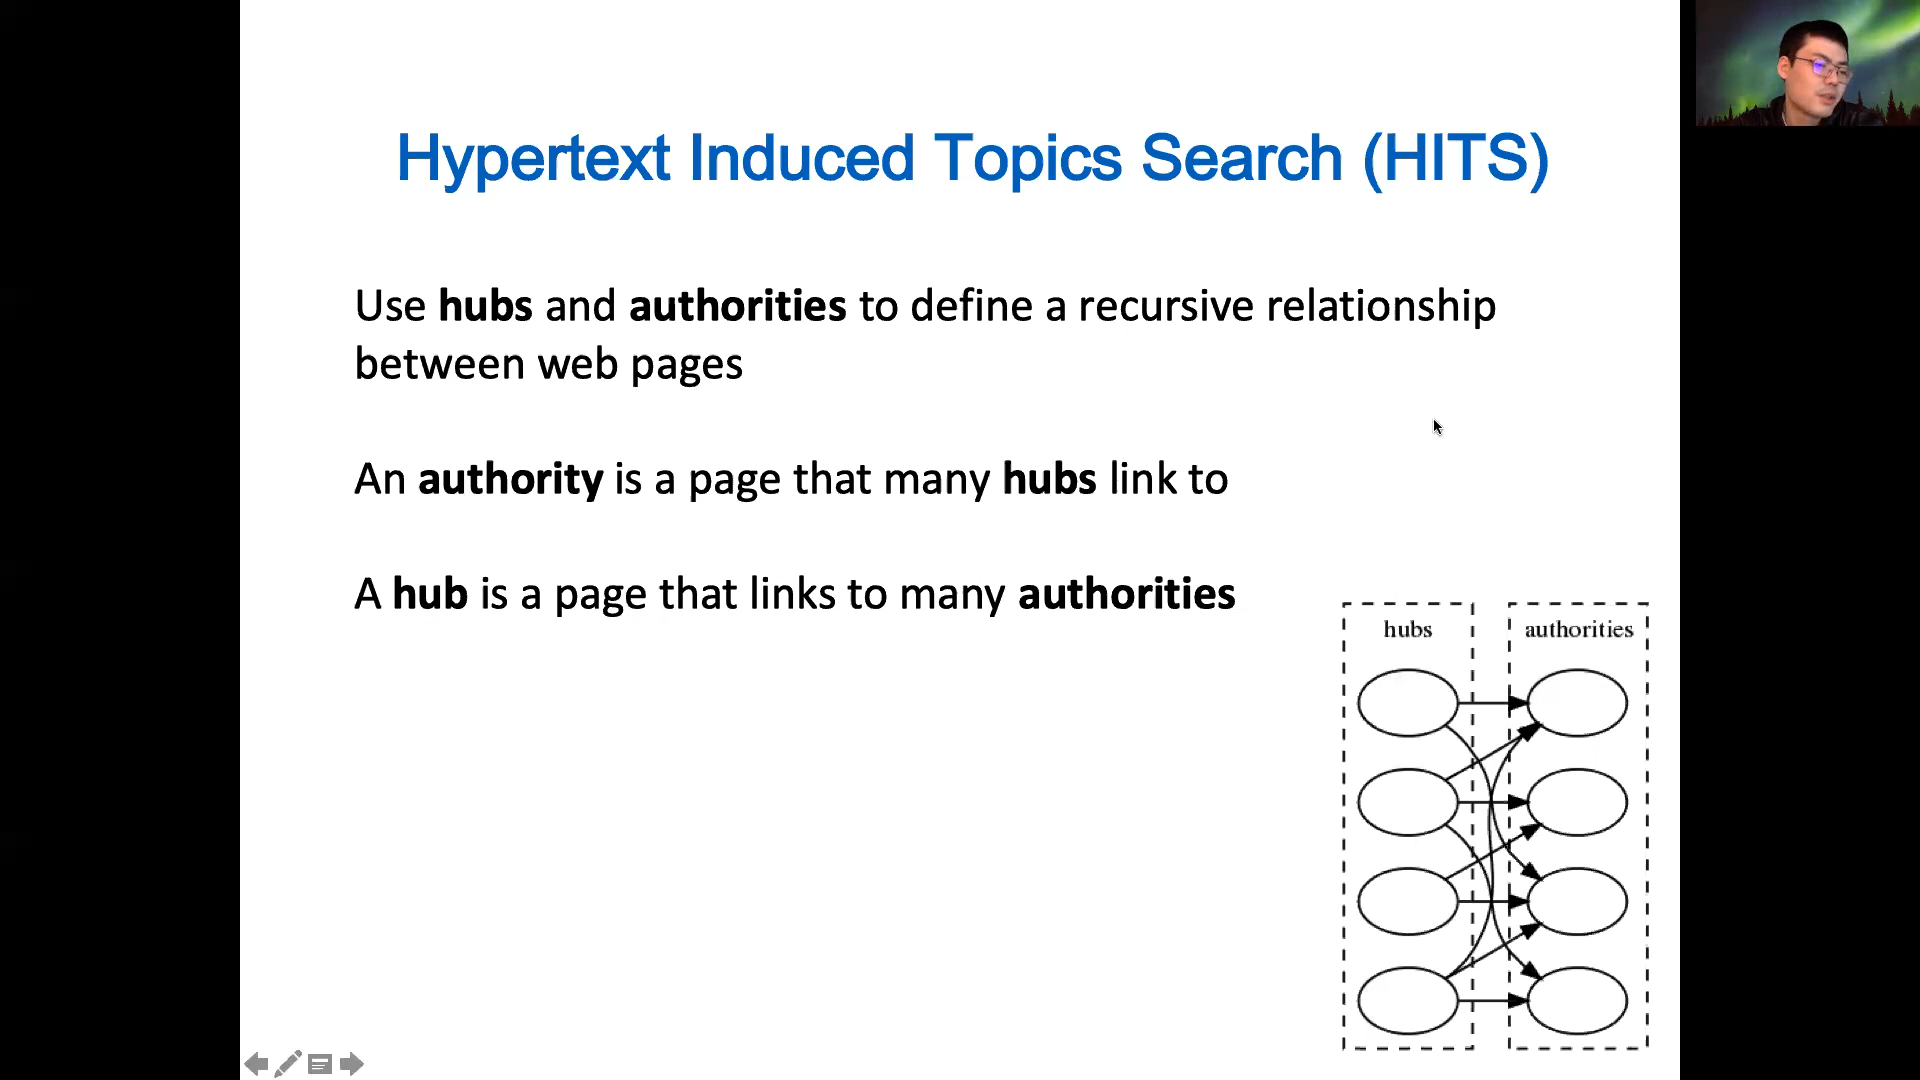 Hypertext Induced Topics Search (HITS)
Use hubs and authorities to define a recursive relationship
between web pages
An authority is a page that many hubs link to
A hub is a page that links to many authorities
hubs
authorities